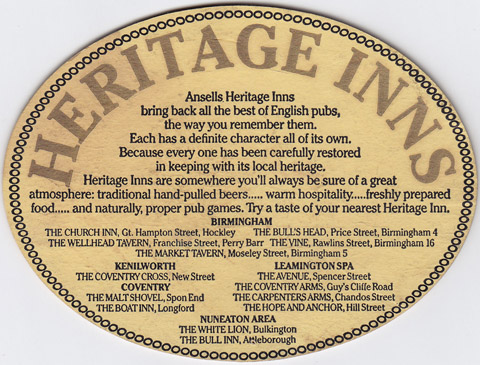 HERITAGE INNS
Ansells Heritage Inns
bring back all the best of English pubs,
the way you remember them.
Each has a definite character all of its own.
Because every one has been carefully restored
in keeping with its local heritage.
Heritage Inns are somewhere you'll always be sure of a great
atmosphere: traditional hand-pulled beers..... warm hospitality.....freshly prepared
food..... and naturally, proper pub games. Try a taste of your nearest Heritage Inn.
BIRMINGHAM
THE CHURCH INN, Gt. Hampton Street, Hockley THE BULL'S HEAD, Price Street, Birmingham 4
THE WELLHEAD TAVERN, Franchise Street, Perry Barr THE VINE, Rawlins Street, Birmingham 16
THE MARKET TAVERN, Moseley Street, Birmingham 5
KENILWORTH
THE COVENTRY CROSS, New Street
COVENTRY
THE MALT SHOVEL, Spon End
THE BOAT INN, Longford
LEAMINGTON SPA
THE AVENUE, Spencer Street
THE COVENTRY ARMS, Guy's Cliffe Road
THE CARPENTERS ARMS, Chandos Street
THE HOPE AND ANCHOR, Hill Street
NUNEATON AREA
THE WHITE LION, Bulkington
THE BULL INN, Attleborough